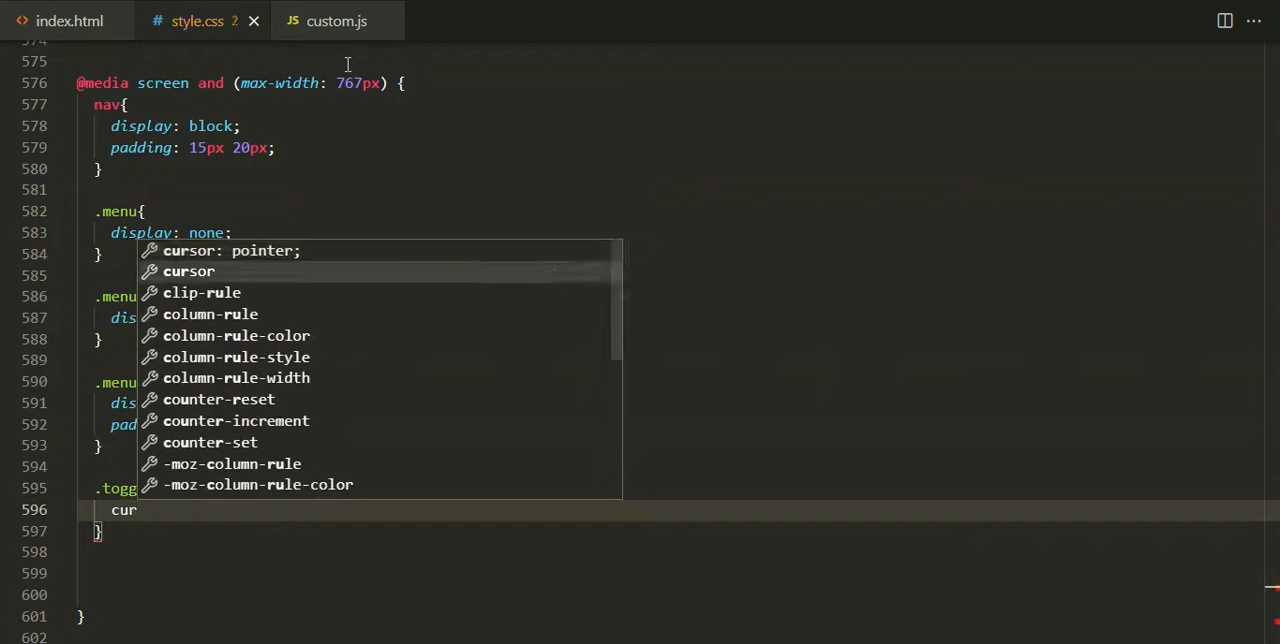 <> index.html # style.css 2 × JS custom.js ...
574
575
576 @media screen and (max-width: 767px) {
577 nav{
578 display: block;
579 padding: 15px 20px;
580 }
581
582 .menu{
583 display: none;
584 }
cursor: pointer;
585
cursor
586 .menu
clip-rule
587 dis
column-rule
588 }
column-rule-color
589
column-rule-style
590 .menu
column-rule-width
591 dis
counter-reset
592 pad
counter-increment
593 }
counter-set
594
-moz-column-rule
595 .togg
-moz-column-rule-color
596 cur
597 }
598
599
600
601 }
602